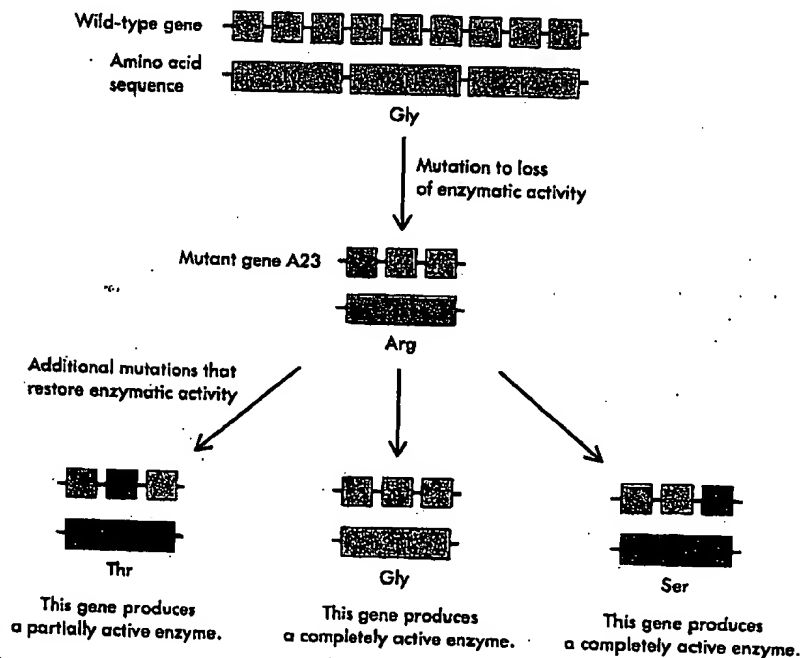 Wild-type gene
Amino acid
sequence
Gly
Mutation to loss
of enzymatic activity
Mutant gene A23
Arg
Additional mutations that
restore enzymatic activity
Thr
Gly
Ser
This gene produces
a partially active enzyme.
This gene produces
a completely active enzyme.
This gene produces
a completely active enzyme.